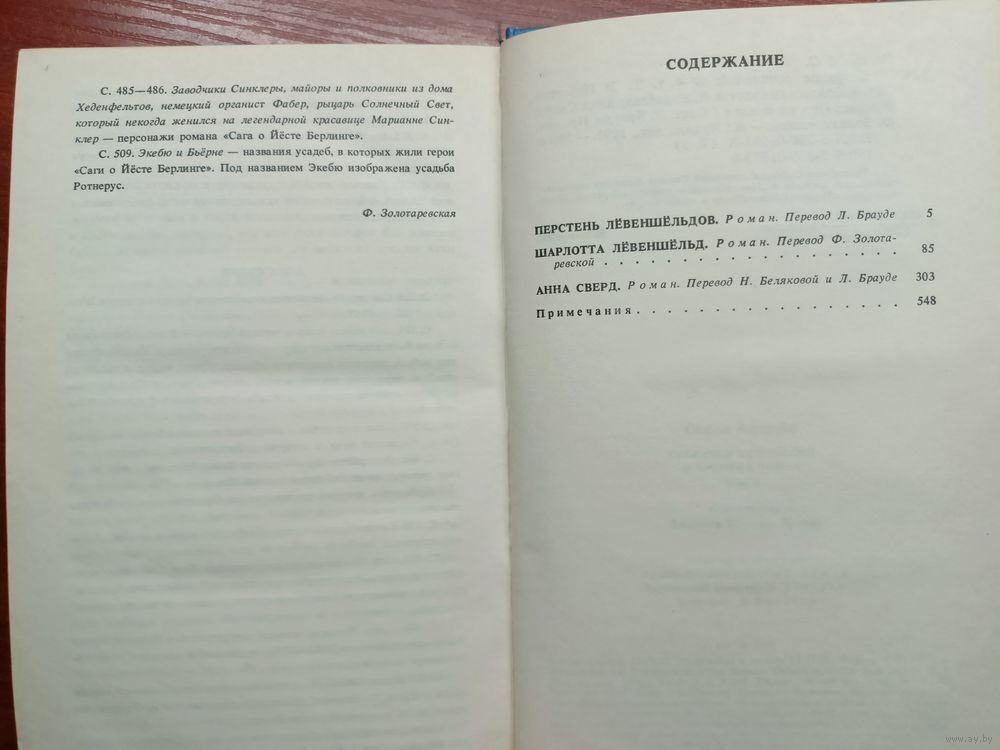 С. 485—486. Заводчики Синклеры, майоры и полковники из дома
Хеденфельтов, немецкий органист Фабер, рыцарь Солнечный Свет,
который некогда женился на легендарной красавице Марианне Син-
клер — персонажи романа «Сага о Йёсте Берлинге».
С. 509. Экебю и Бьёрне — названия усадеб, в которых жили герои
«Саги о Йёсте Берлинге». Под названием Экебю изображена усадьба
Ротнерус.
Ф. Золотаревская
СОДЕРЖАНИЕ
ПЕРСТЕНЬ ЛЁВЕНШЁЛЬДОВ. Роман. Перевод Л. Брауде 5
ШАРЛОТТА ЛЁВЕНШЁЛЬД. Роман. Перевод Ф. Золота-
ревской . . . . . . . . . . . . . . . . . . 85
АННА СВЕРД. Роман. Перевод Н. Беляковой и Л. Брауде 303
Примечания . . . . . . . . . . . . . . . . 548
www.ay.by